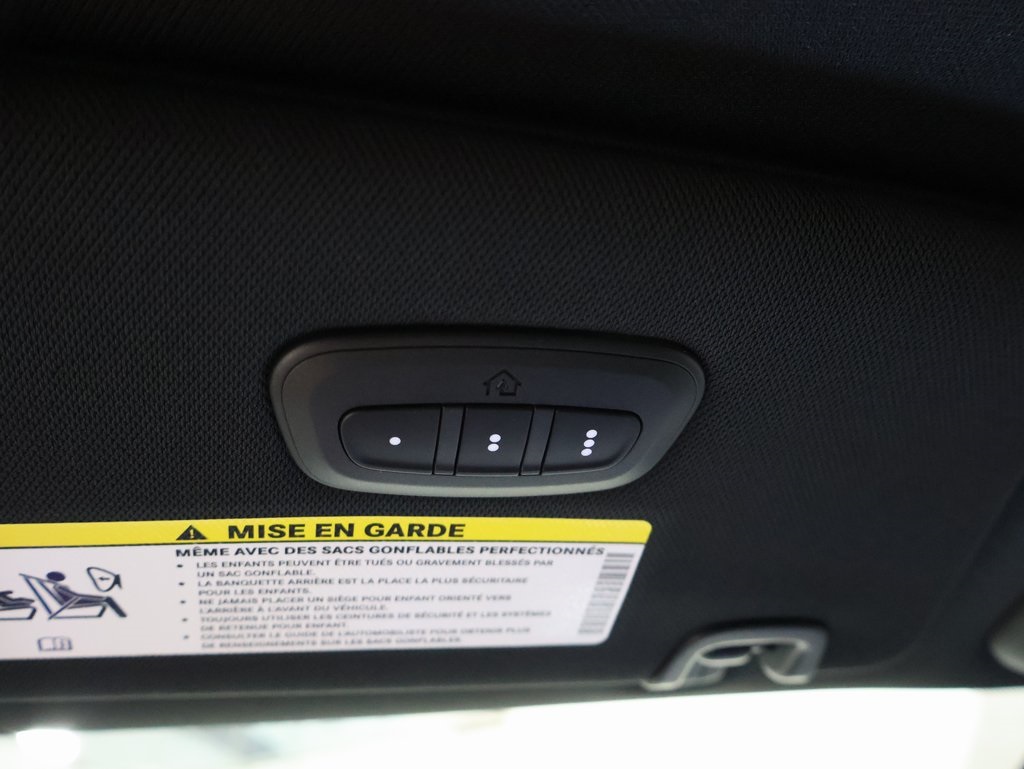 MISE EN GARDE
MÊME AVEC DES SACS GONFLABLES PERFECTIONNÉS
• LES ENFANTS PEUVENT ÊTRE TUÉS OU GRAVEMENT BLESSÉS PAR
UN SAC GONFLABLE.
• LA BANQUETTE ARRIÈRE EST LA PLACE LA PLUS SÉCURITAIRE
POUR LES ENFANTS.
• NE JAMAIS PLACER UN SIÈGE POUR ENFANT ORIENTÉ VERS
L'ARRIÈRE À L'AVANT DU VÉHICULE.
• TOUJOURS UTILISER LES CEINTURES DE SÉCURITÉ ET LES SYSTÈMES
DE RETENUE POUR ENFANT.
• CONSULTER LE GUIDE DE L'AUTOMOBILISTE POUR OBTENIR PLUS
DE RENSEIGNEMENTS SUR LES SACS GONFLABLES.